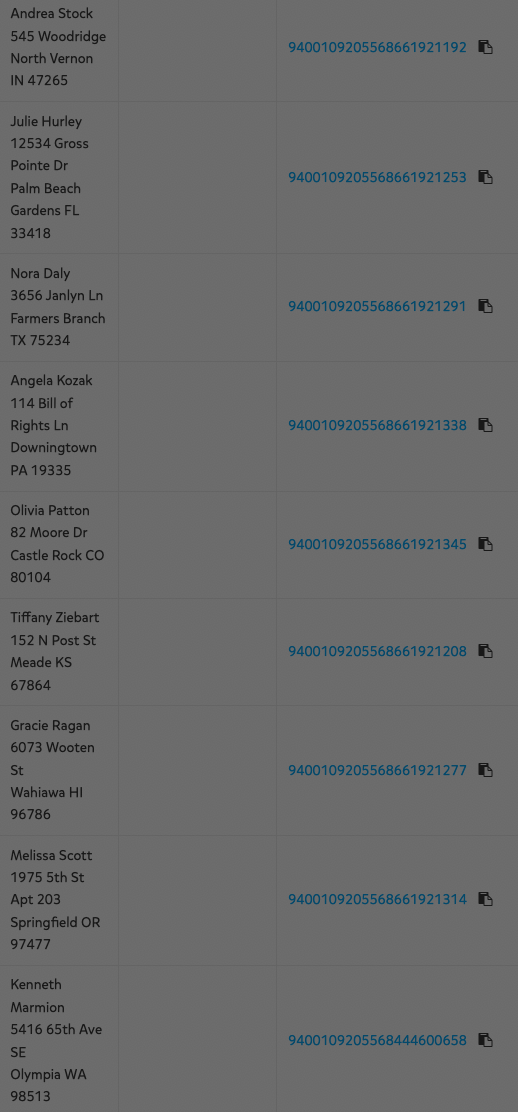 Andrea Stock
545 Woodridge
North Vernon
IN 47265
9400109205568661921192
Julie Hurley
12534 Gross
Pointe Dr
Palm Beach
Gardens FL
33418
9400109205568661921253
Nora Daly
3656 Janlyn Ln
Farmers Branch
TX 75234
9400109205568661921291
Angela Kozak
114 Bill of
Rights Ln
Downingtown
PA 19335
9400109205568661921338
Olivia Patton
82 Moore Dr
Castle Rock CO
80104
9400109205568661921345
Tiffany Ziebart
152 N Post St
Meade KS
67864
9400109205568661921208
Gracie Ragan
6073 Wooten
St
Wahiawa HI
96786
9400109205568661921277
Melissa Scott
1975 5th St
Apt 203
Springfield OR
97477
9400109205568661921314
Kenneth
Marmion
5416 65th Ave
SE
Olympia WA
98513
9400109205568444600658